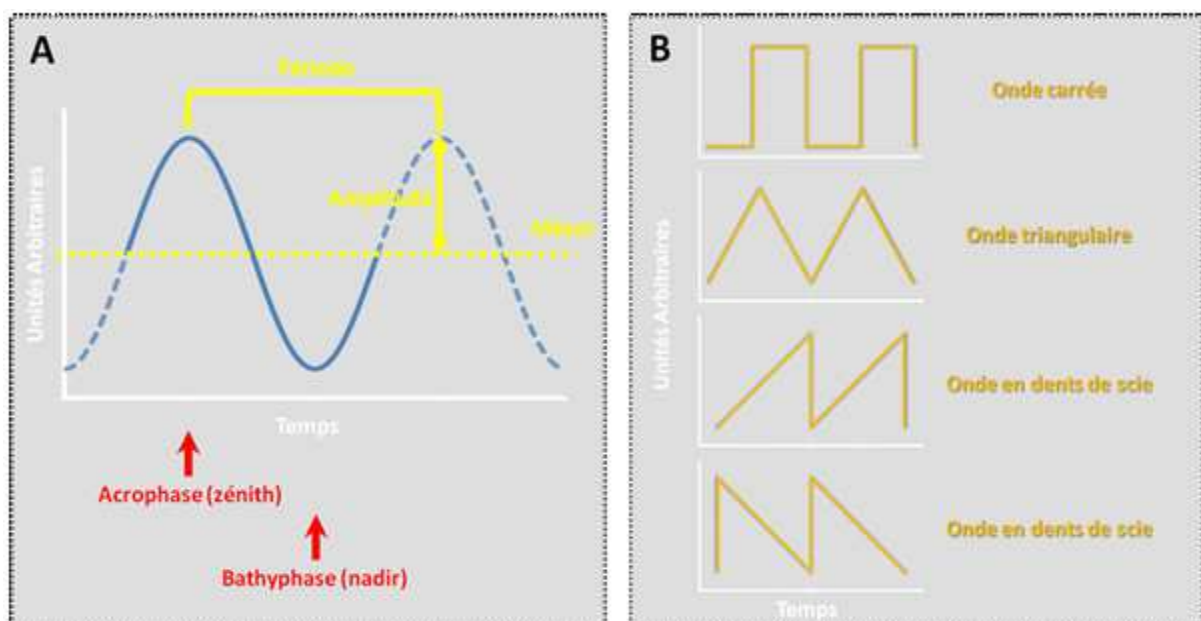 A
Période
Amplitude
Mésor
Unités Arbitraires
Temps
Acrophase (zénith)
Bathyphase (nadir)
B
Onde carrée
Onde triangulaire
Unités Arbitraires
Onde en dents de scie
Onde en dents de scie
Temps